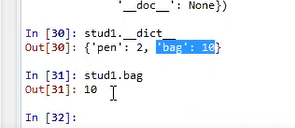 '__doc__': None})
In [30]: stud1.__dict__
Out[30]: {'pen': 2, 'bag': 10}
In [31]: stud1.bag
Out[31]: 10
In [32]: